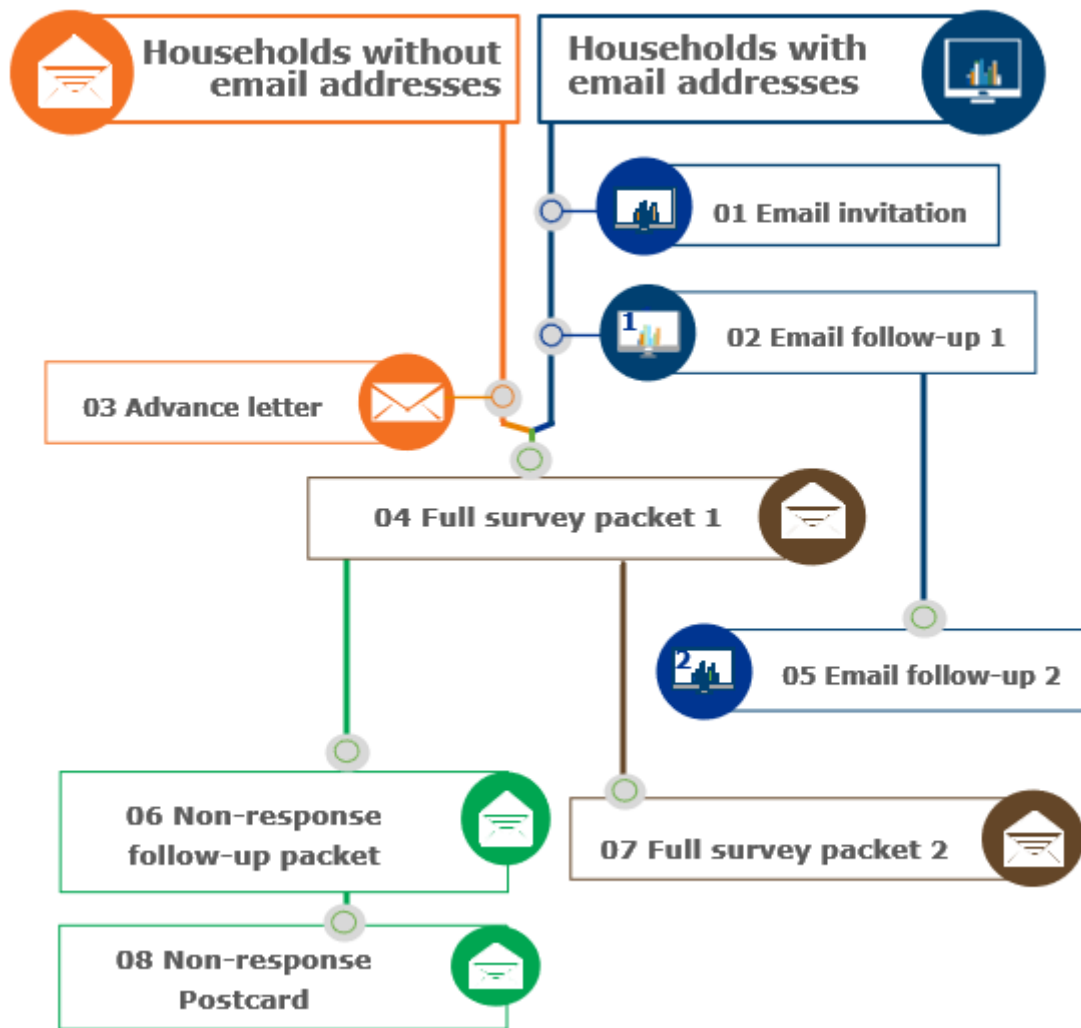 Households without
email addresses
Households with
email addresses
01 Email invitation
1
02 Email follow-up 1
03 Advance letter
04 Full survey packet 1
2
05 Email follow-up 2
06 Non-response
follow-up packet
07 Full survey packet 2
08 Non-response
Postcard